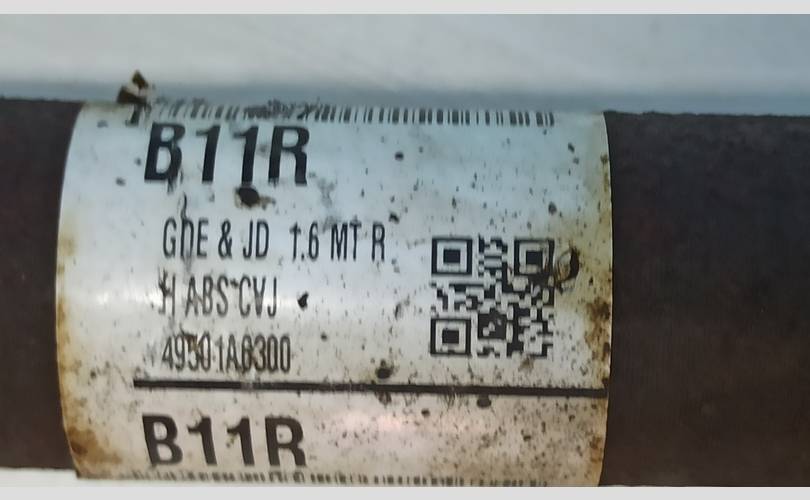 B11R
GDE & JD 1.6 MT R
H ABS CVJ
49501A6300
B11R